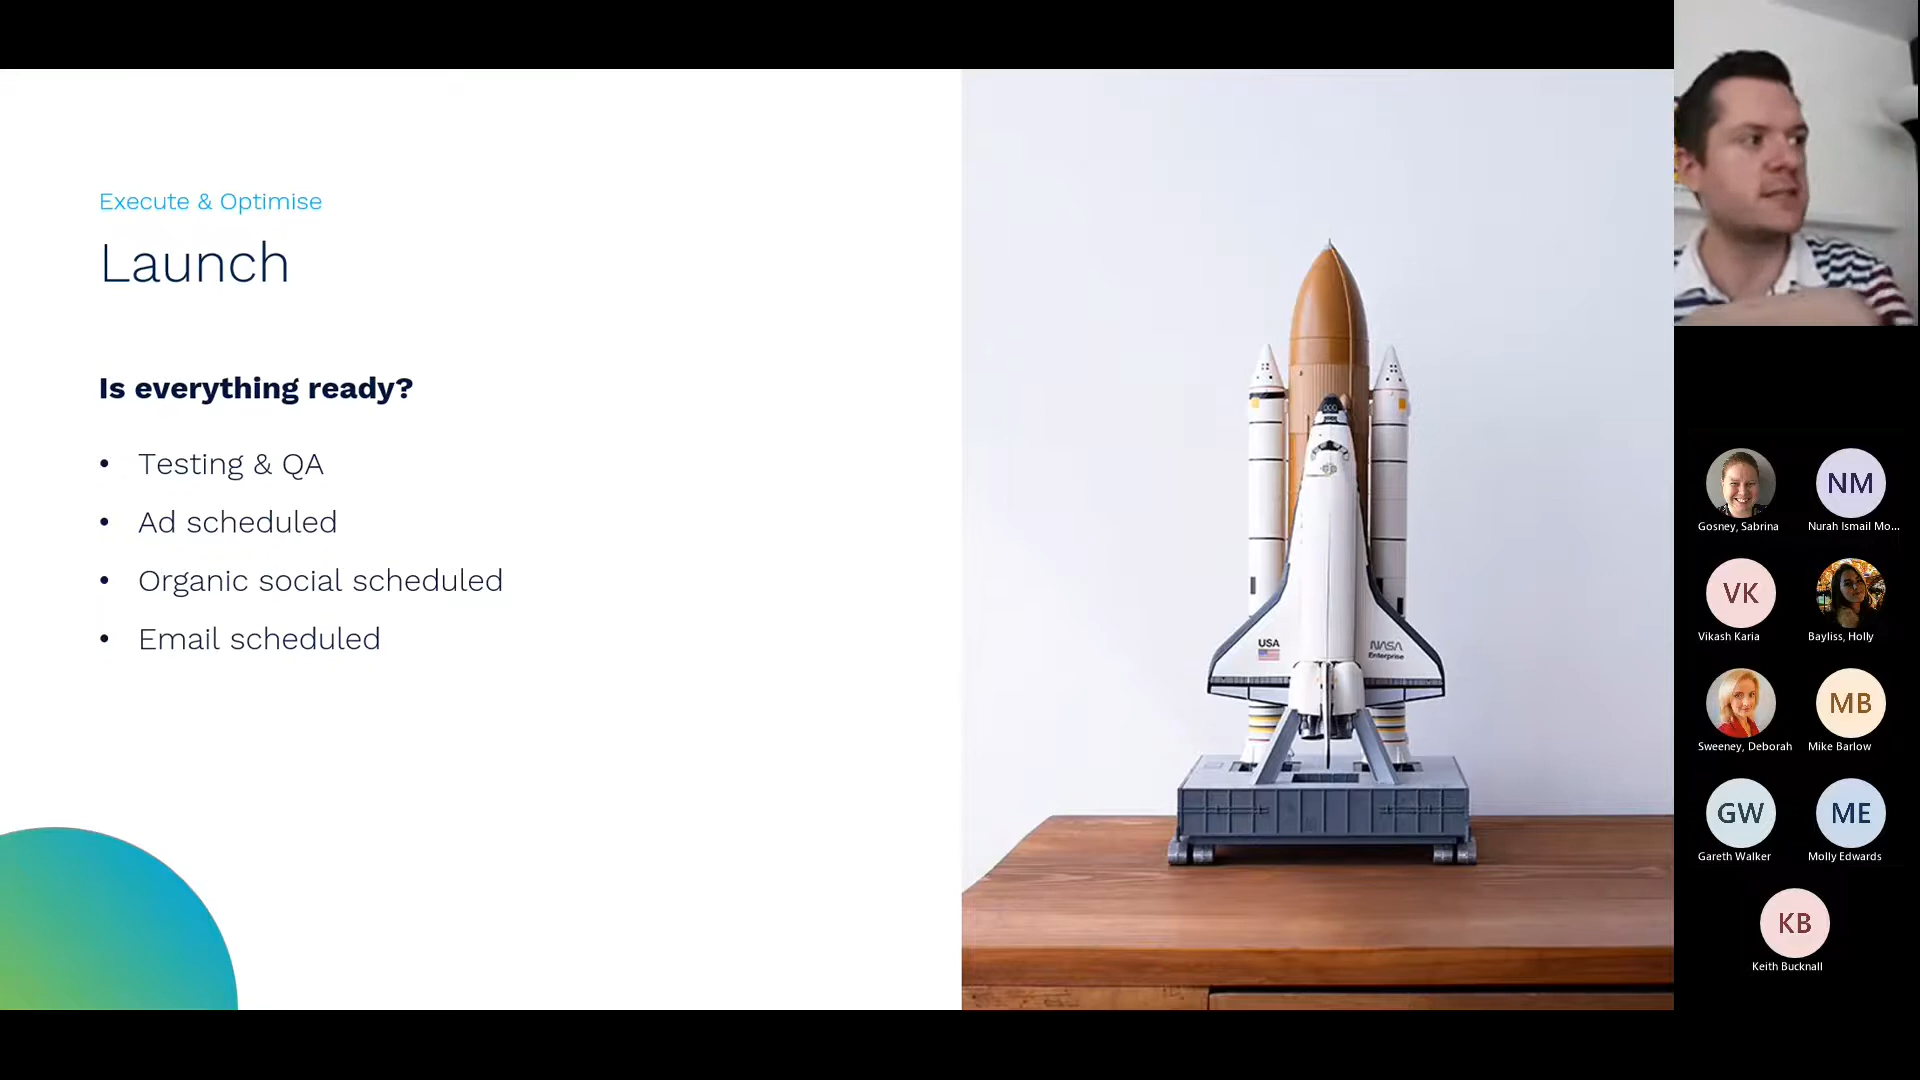 Execute & Optimise
Launch
Is everything ready?
• Testing & QA
• Ad scheduled
• Organic social scheduled
• Email scheduled
USA
NASA
Enterprise
NM
Gosney, Sabrina
Nurah Ismail Mo...
VK
Vikash Karia
Bayliss, Holly
MB
Sweeney, Deborah
Mike Barlow
GW
ME
Gareth Walker
Molly Edwards
KB
Keith Bucknall